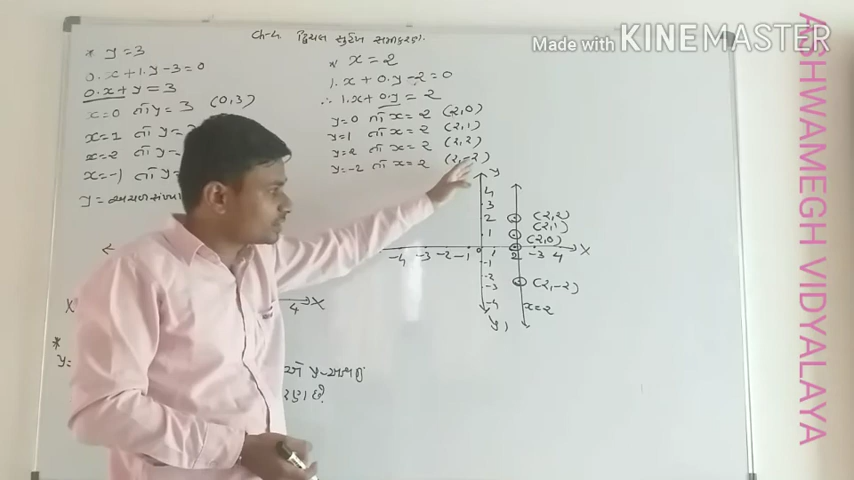 Ch-4. દ્વિચલ સુરેખ સમીકરણો.
* y=3
0.x+1.y-3=0
0.x+y=3
x=0 તો y=3 (0,3)
x=1 તો y=
x=2 તો y=
x=-1 તો y=
y=
* x=2
1.x+0.y-2=0
∴ 1.x+0.y=2
y=0 તો x=2 (2,0)
y=1 તો x=2 (2,1)
y=2 તો x=2 (2,2)
y=-2 તો x=2 (2,-2)
y
4
3
2
1
-4 -3 -2 -1 0 1 2 -3 4 X
-1
-2
-3
-4
y'
(2,2)
(2,1)
(2,0)
(2,-2)
x=2
X
4 X
*
y=
રણ છે.
Made with KINEMASTER
ASHWAMEGH VIDYALAYA